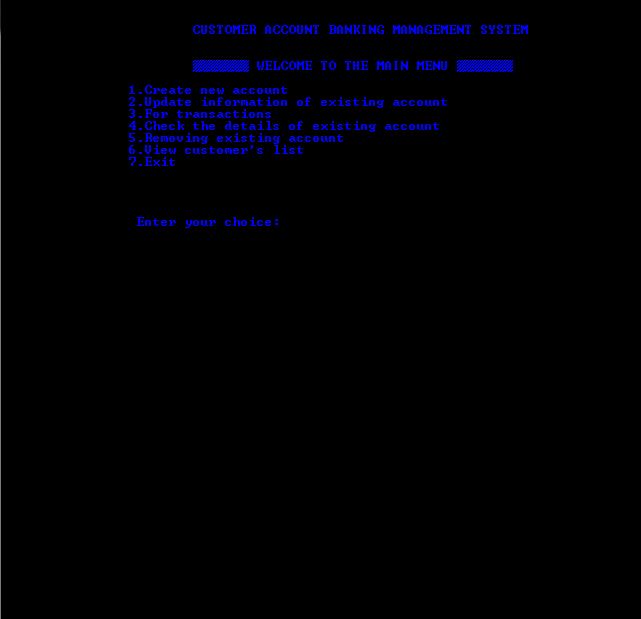 CUSTOMER ACCOUNT BANKING MANAGEMENT SYSTEM
▒▒▒▒▒▒▒ WELCOME TO THE MAIN MENU ▒▒▒▒▒▒▒
1.Create new account
2.Update information of existing account
3.For transactions
4.Check the details of existing account
5.Removing existing account
6.View customer's list
7.Exit
Enter your choice: